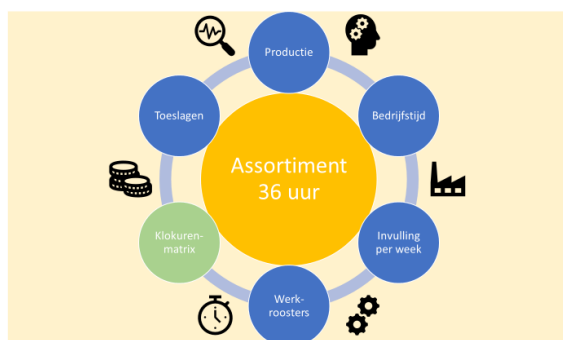 Productie
Toeslagen
Bedrijfstijd
Assortiment
36 uur
Klokuren-
matrix
Invulling
per week
Werk-
roosters